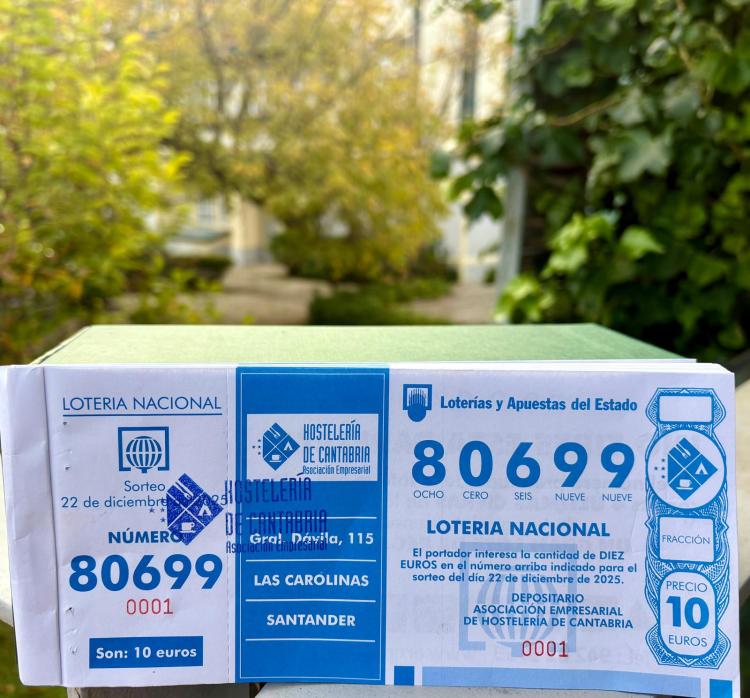 LOTERIA NACIONAL
Sorteo
22 de diciembre de 2025
NÚMERO
80699
0001
Son: 10 euros
HOSTELERÍA
DE CANTABRIA
Asociación Empresarial
HOSTELERÍA
DE CANTABRIA
Asociación Empresarial
Gral. Dávila, 115
LAS CAROLINAS
SANTANDER
Loterías y Apuestas del Estado
80699
OCHO CERO SEIS NUEVE NUEVE
LOTERIA NACIONAL
El portador interesa la cantidad de DIEZ
EUROS en el número arriba indicado para el
sorteo del día 22 de diciembre de 2025.
DEPOSITARIO
ASOCIACIÓN EMPRESARIAL
DE HOSTELERÍA DE CANTABRIA
0001
FRACCIÓN
PRECIO
10
EUROS